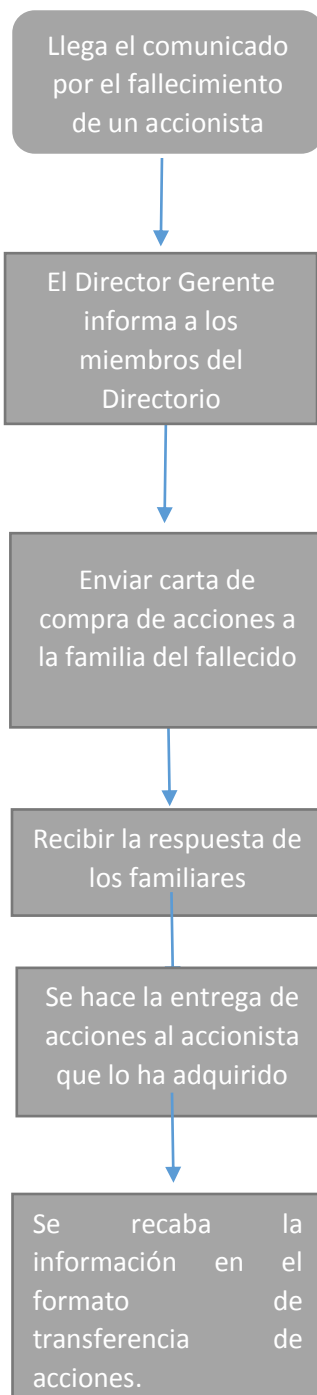 Llega el comunicado
por el fallecimiento
de un accionista
El Director Gerente
informa a los
miembros del
Directorio
Enviar carta de
compra de acciones a
la familia del fallecido
Recibir la respuesta de
los familiares
Se hace la entrega de
acciones al accionista
que lo ha adquirido
Se recaba la
información en el
formato de
transferencia de
acciones.